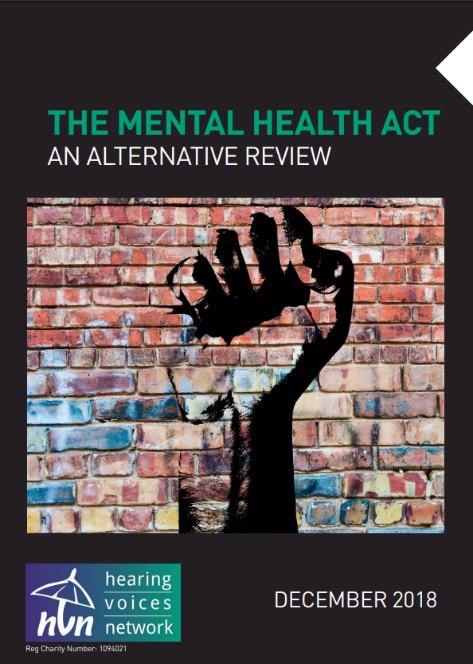 THE MENTAL HEALTH ACT
AN ALTERNATIVE REVIEW
hvn
hearing
voices
network
DECEMBER 2018
Reg Charity Number: 1094021